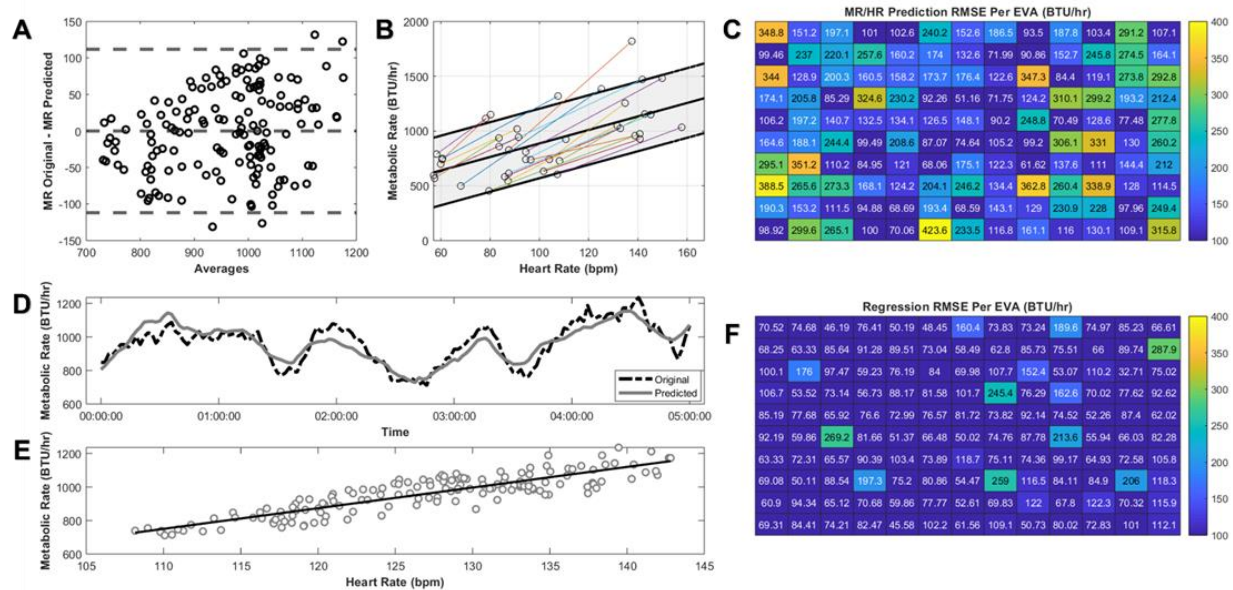 A
MR Original - MR Predicted
150
100
50
0
-50
-100
-150
700 800 900 1000 1100 1200
Averages
B
Metabolic Rate (BTU/hr)
2000
1500
1000
500
0
60 80 100 120 140 160
Heart Rate (bpm)
C
MR/HR Prediction RMSE Per EVA (BTU/hr)
348.8 151.2 186.5 101 102.6 240.2 152.6 93.5 187.8 103.4 291.2 107.1
99.46 237 220.1 257.6 160.2 174 132.6 71.99 90.86 152.7 245.8 274.5 164.1
344 128.9 200.3 160.5 158.2 173.7 176.4 122.6 347.3 84.4 119.1 273.8 292.8
174.1 205.8 85.29 324.6 230.2 92.26 51.16 71.75 124.2 310.1 299.2 193.2 212.4
106.2 197.2 140.7 132.5 134.1 126.5 148.1 90.2 248.8 70.49 128.6 77.48 277.8
164.6 188.1 244.4 99.49 208.6 87.07 74.64 105.2 99.2 306.1 331 130 260.2
295.1 351.2 110.2 84.95 121 68.06 175.1 122.3 61.62 137.6 111 144.4 212
388.5 265.6 273.3 168.1 124.2 204.1 246.2 134.4 362.8 260.4 338.9 128 114.5
190.3 153.2 111.5 94.88 68.69 193.4 68.59 143.1 129 230.9 228 97.96 249.4
98.92 299.6 265.1 100 70.06 423.6 233.5 116.8 161.1 116 130.1 109.1 315.8
400
350
300
250
200
150
100
D
Metabolic Rate (BTU/hr)
1200
1000
800
600
Original
Predicted
00:00:00 01:00:00 02:00:00 03:00:00 04:00:00 05:00:00
Time
E
Metabolic Rate (BTU/hr)
1200
1000
800
600
105 110 115 120 125 130 135 140 145
Heart Rate (bpm)
F
Regression RMSE Per EVA (BTU/hr)
70.52 74.68 46.19 76.41 50.19 48.45 160.4 73.83 73.24 189.6 74.97 85.23 66.61
68.25 63.33 85.64 91.28 89.51 73.04 58.49 62.8 85.73 75.51 66 89.74 287.9
100.1 176 97.47 59.23 76.19 84 69.98 107.7 152.4 53.07 110.2 32.71 75.02
106.7 53.52 73.14 56.73 88.17 81.58 101.7 245.4 76.29 162.6 70.02 77.62 92.62
85.19 77.68 65.92 76.6 72.99 76.57 81.72 73.82 92.14 74.52 52.26 87.4 62.02
92.19 59.86 269.2 81.66 51.37 66.48 50.02 74.76 87.78 213.6 55.94 66.03 82.28
63.33 72.31 65.57 90.39 103.4 73.89 118.7 75.11 74.36 99.17 64.93 72.58 105.8
69.08 50.11 88.54 197.3 75.2 80.86 54.47 259 116.5 84.11 84.9 206 118.3
60.9 94.34 65.12 70.68 59.86 77.77 52.61 69.83 122 67.8 122.3 70.32 115.9
69.31 84.41 74.21 82.47 45.58 102.2 61.56 109.1 50.73 80.02 72.83 101 112.1
400
350
300
250
200
150
100